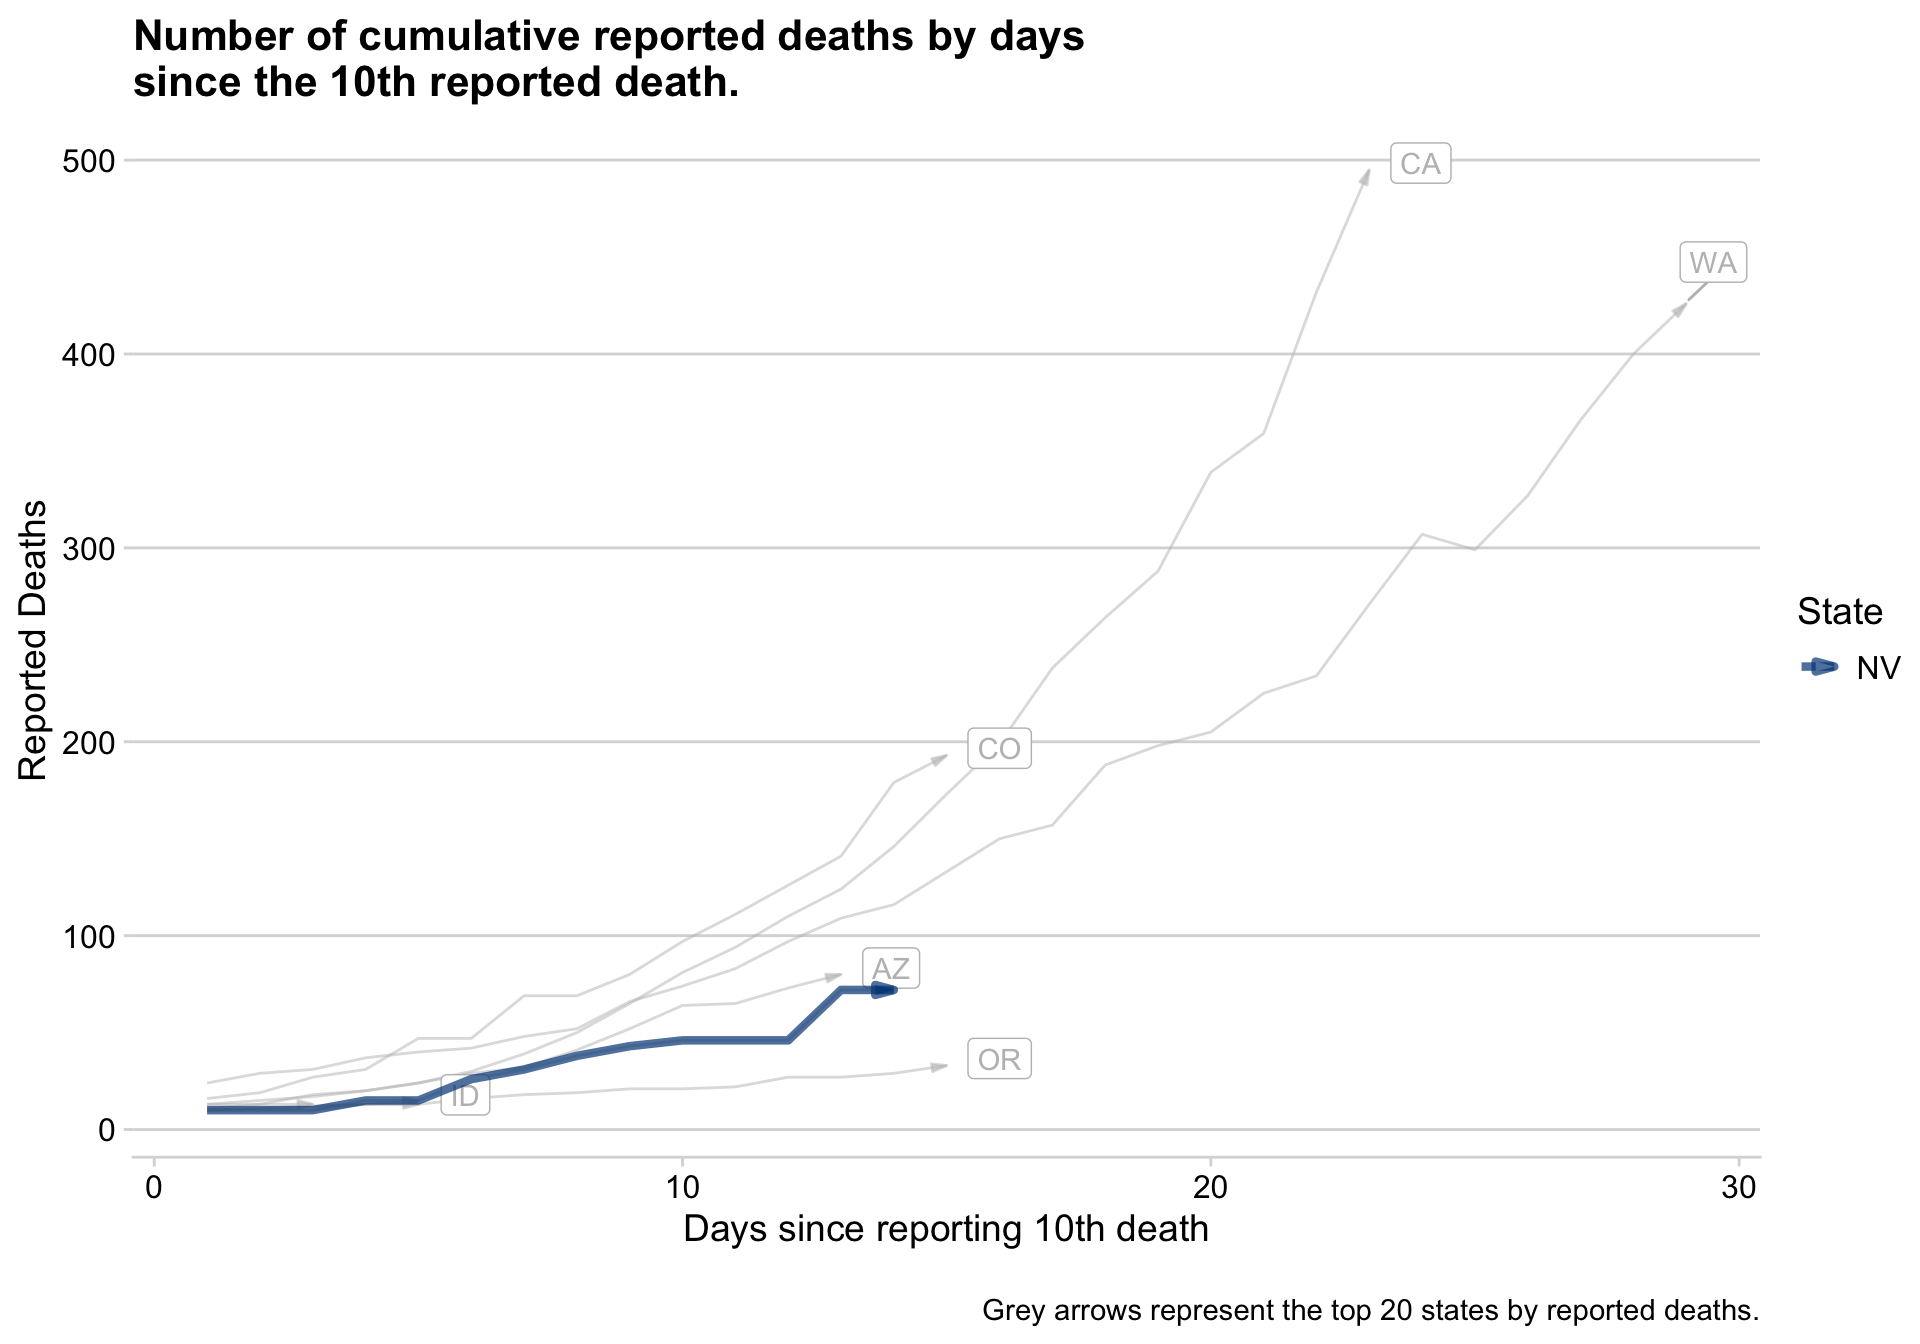 Number of cumulative reported deaths by days
since the 10th reported death.
500
400
300
200
100
0
Reported Deaths
CA
WA
CO
AZ
OR
ID
State
NV
0 10 20 30
Days since reporting 10th death
Grey arrows represent the top 20 states by reported deaths.